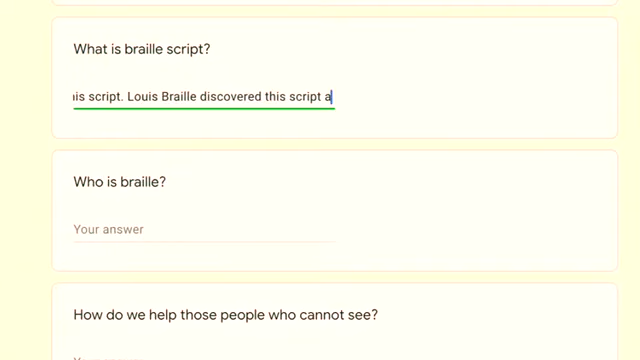 What is braille script?
his script. Louis Braille discovered this script a
Who is braille?
Your answer
How do we help those people who cannot see?